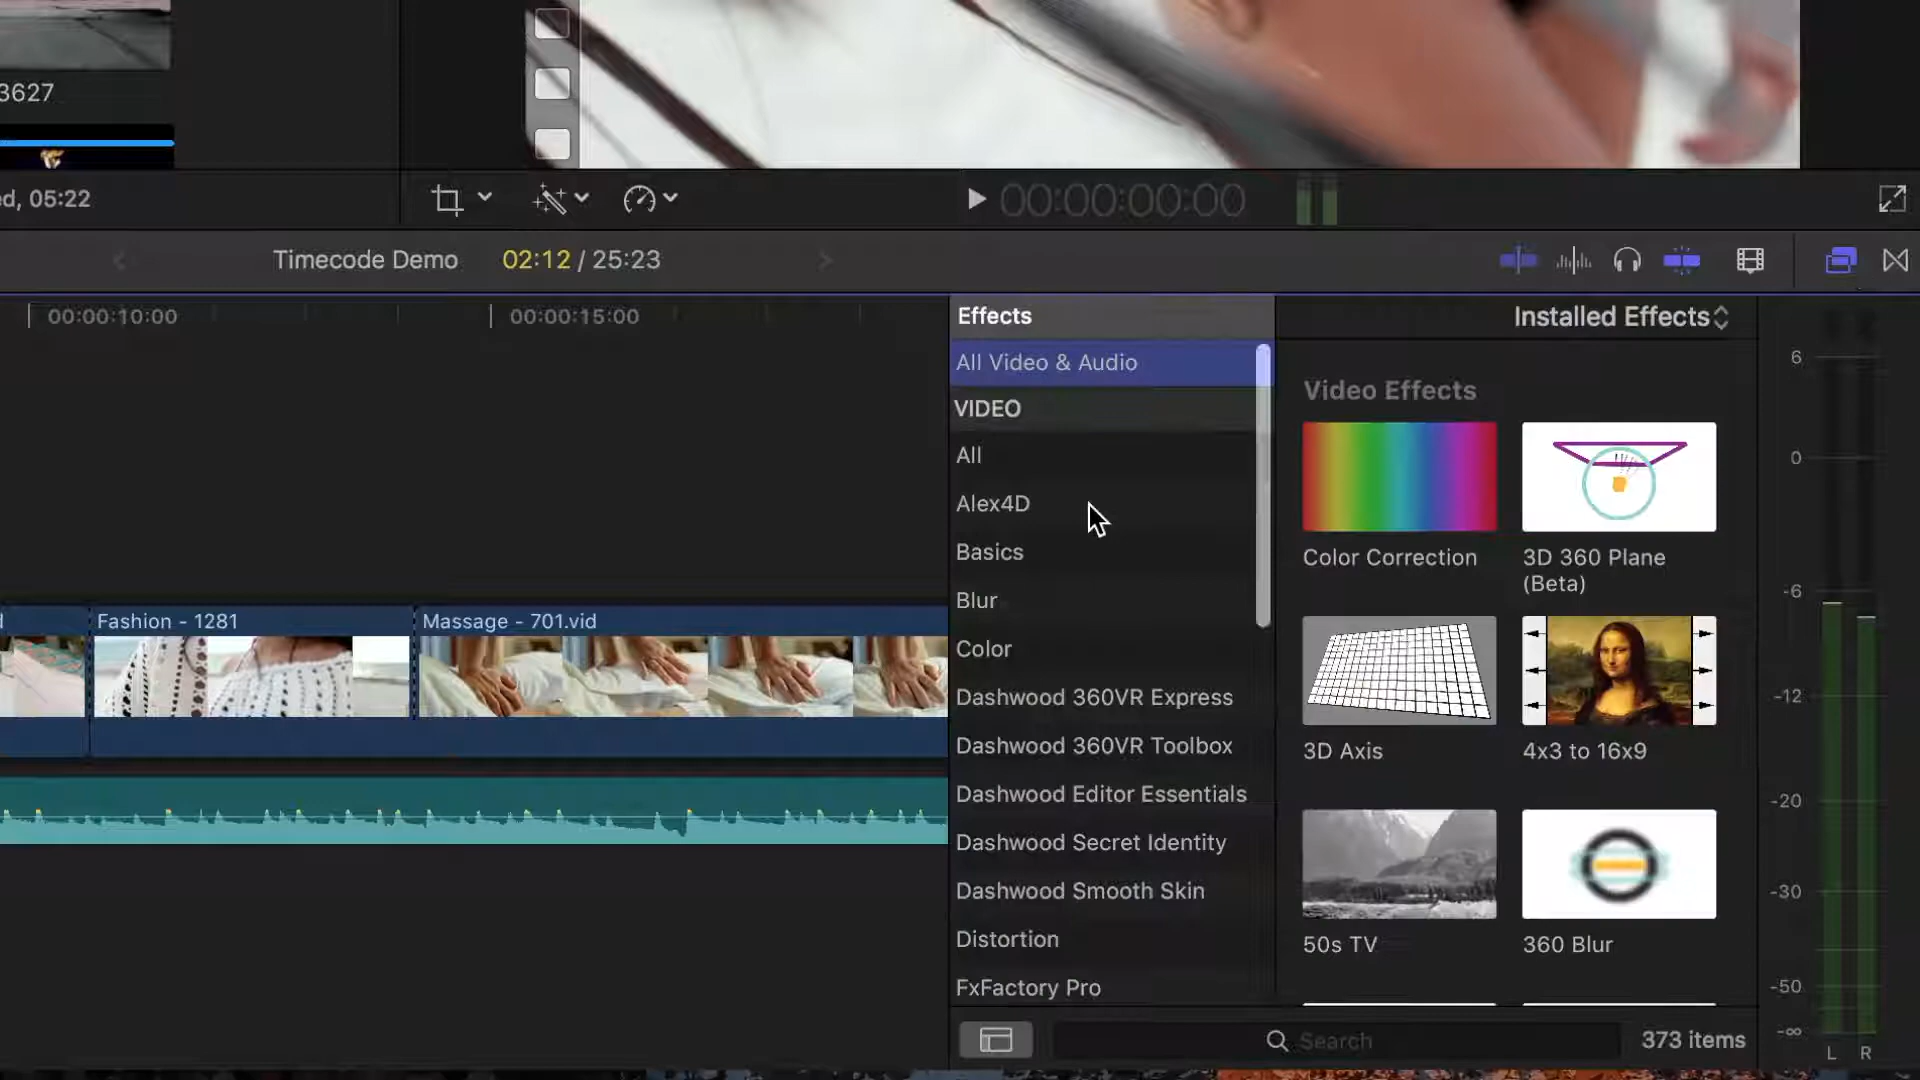 3627
ed, 05:22
00:00:00:00
Timecode Demo 02:12 / 25:23
00:00:10:00 00:00:15:00
Effects
Installed Effects
All Video & Audio
VIDEO
All
Alex4D
Basics
Blur
Color
Dashwood 360VR Express
Dashwood 360VR Toolbox
Dashwood Editor Essentials
Dashwood Secret Identity
Dashwood Smooth Skin
Distortion
FxFactory Pro
Video Effects
Color Correction
3D 360 Plane
(Beta)
3D Axis
4x3 to 16x9
50s TV
360 Blur
Fashion - 1281
Massage - 701.vid
Search
373 items
6
0
-6
-12
-20
-30
-50
-∞
L R